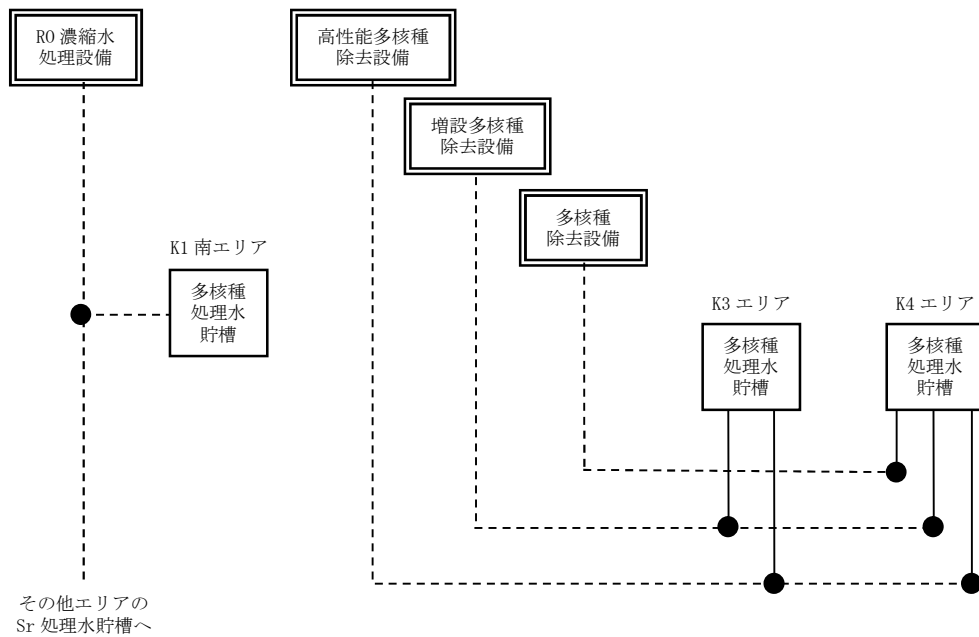 RO 濃縮水
処理設備
高性能多核種
除去設備
増設多核種
除去設備
多核種
除去設備
K1 南エリア
多核種
処理水
貯槽
K3 エリア
多核種
処理水
貯槽
K4 エリア
多核種
処理水
貯槽
その他エリアの
Sr 処理水貯槽へ